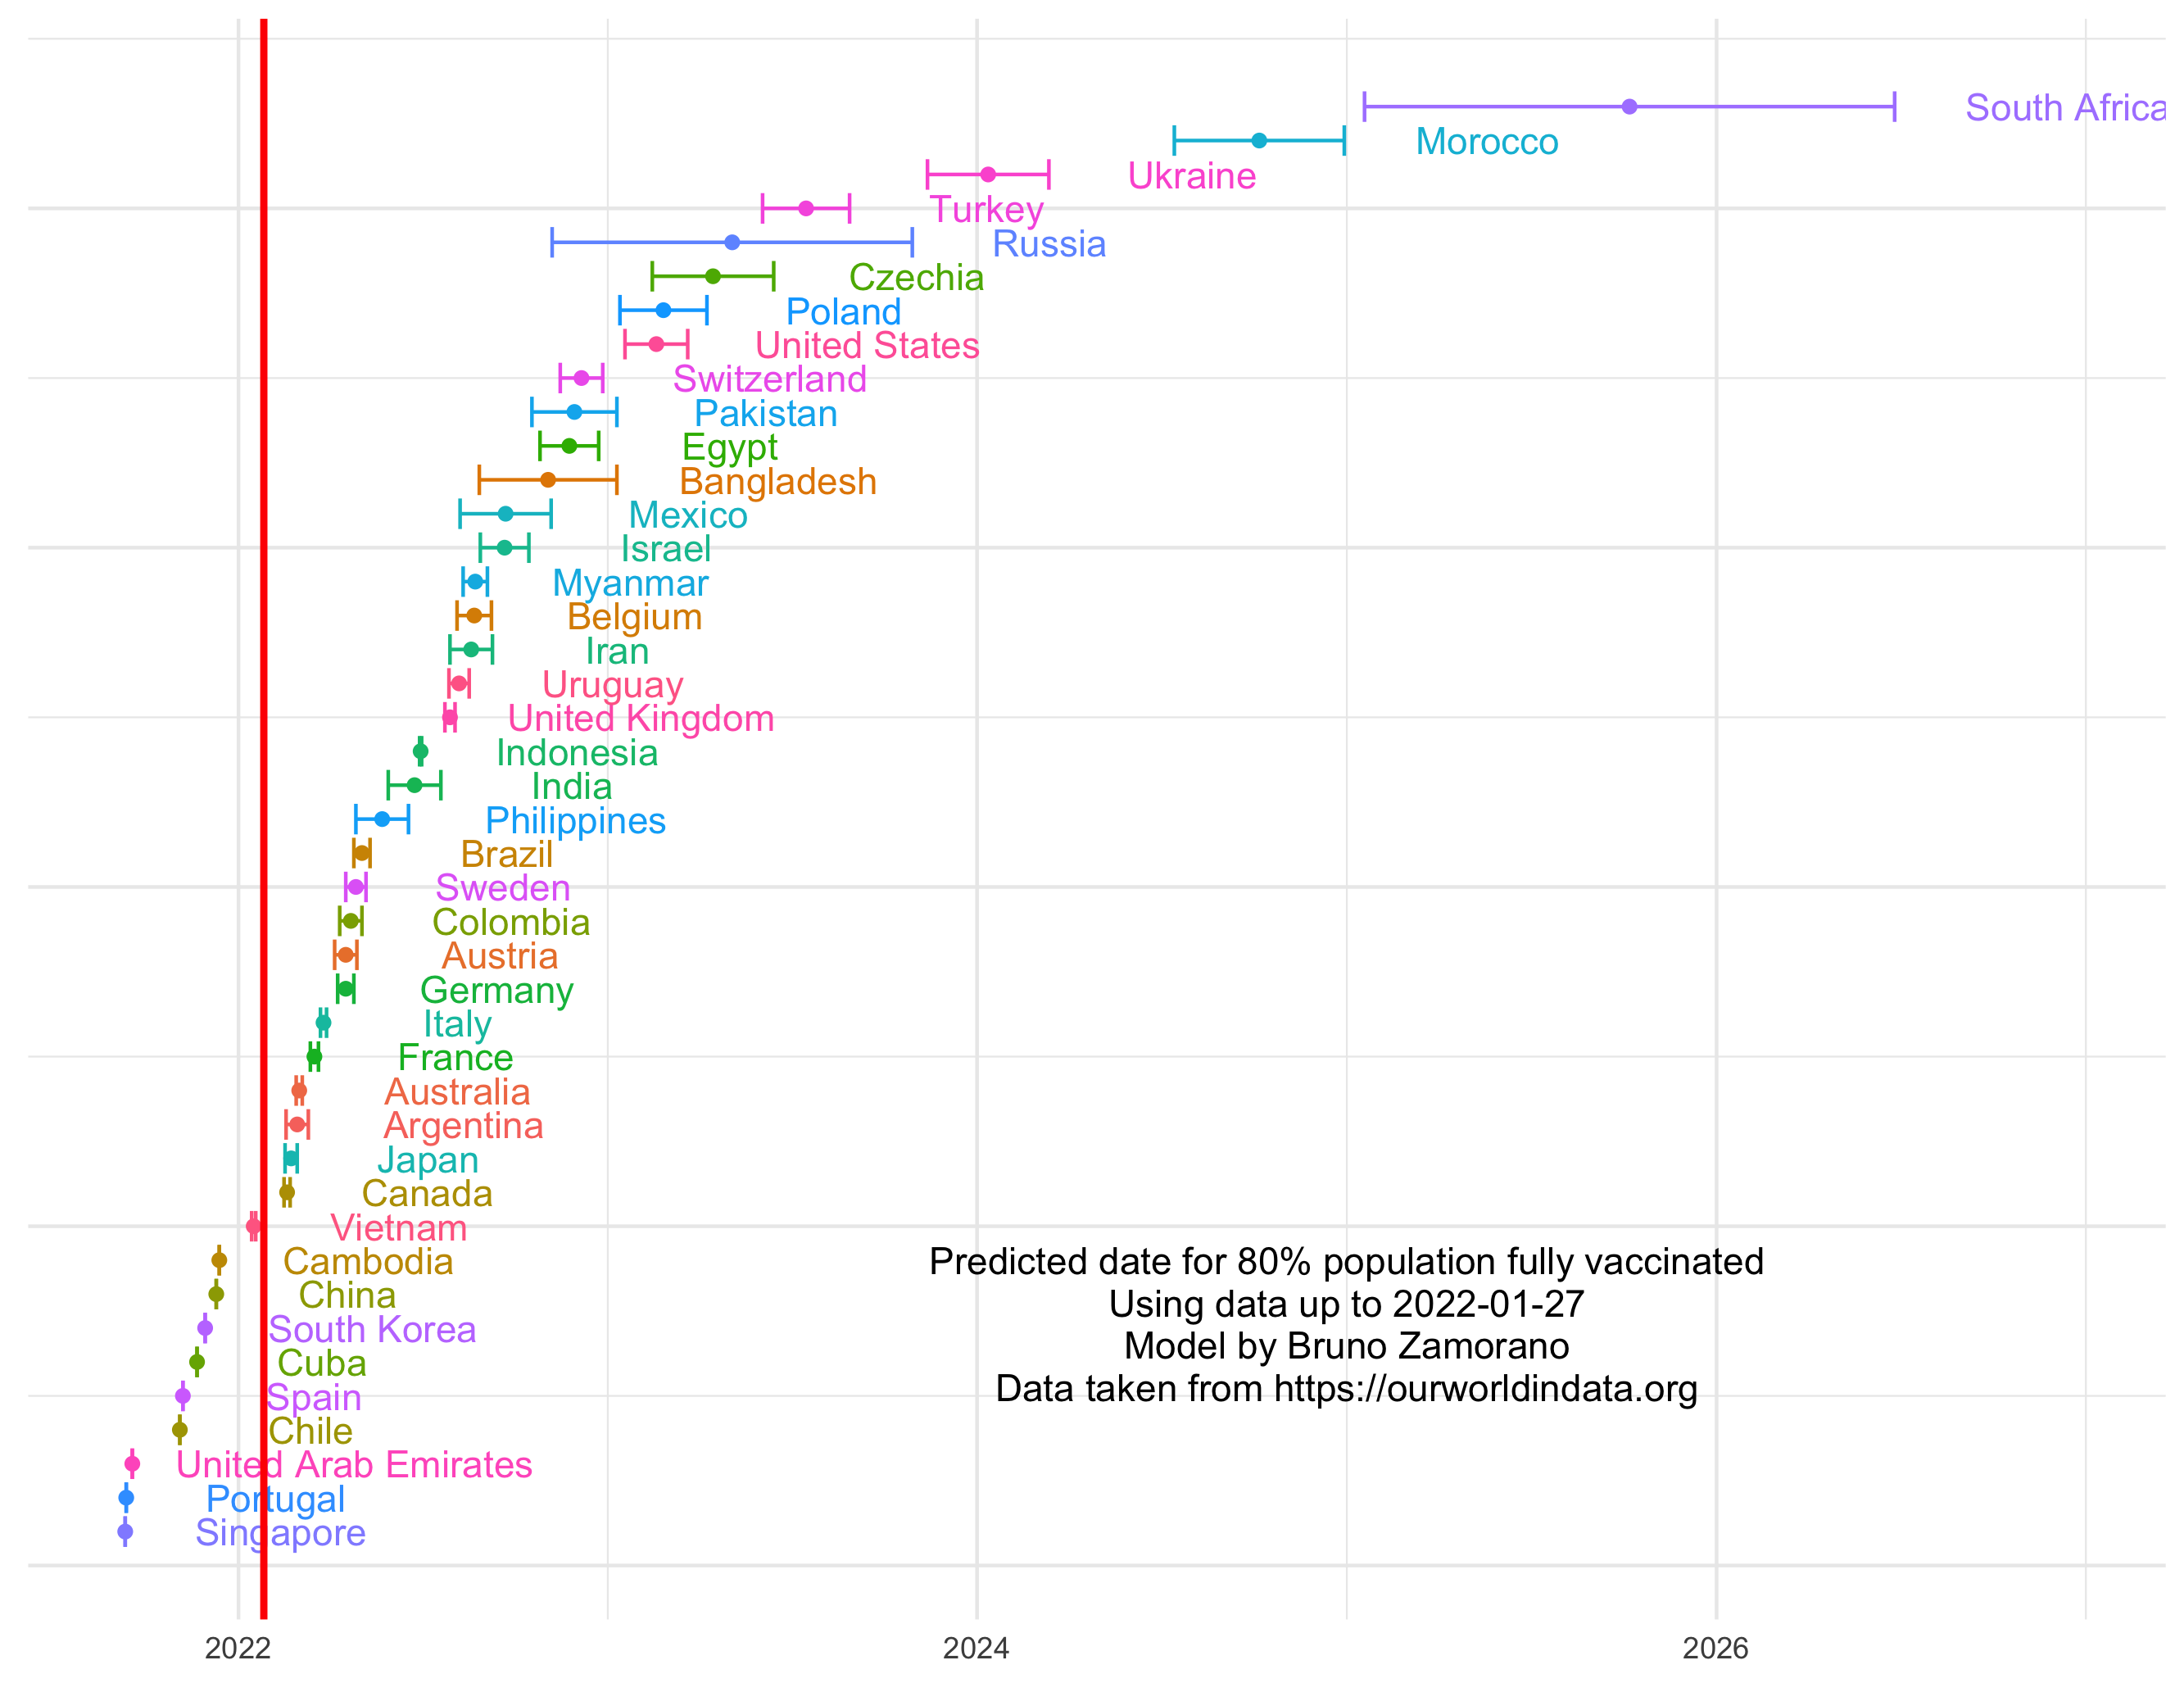 South Africa
Morocco
Ukraine
Turkey
Russia
Czechia
Poland
United States
Switzerland
Pakistan
Egypt
Bangladesh
Mexico
Israel
Myanmar
Belgium
Iran
Uruguay
United Kingdom
Indonesia
India
Philippines
Brazil
Sweden
Colombia
Austria
Germany
Italy
France
Australia
Argentina
Japan
Canada
Vietnam
Cambodia
China
South Korea
Cuba
Spain
Chile
United Arab Emirates
Portugal
Singapore
Predicted date for 80% population fully vaccinated
Using data up to 2022-01-27
Model by Bruno Zamorano
Data taken from https://ourworldindata.org
2022
2024
2026